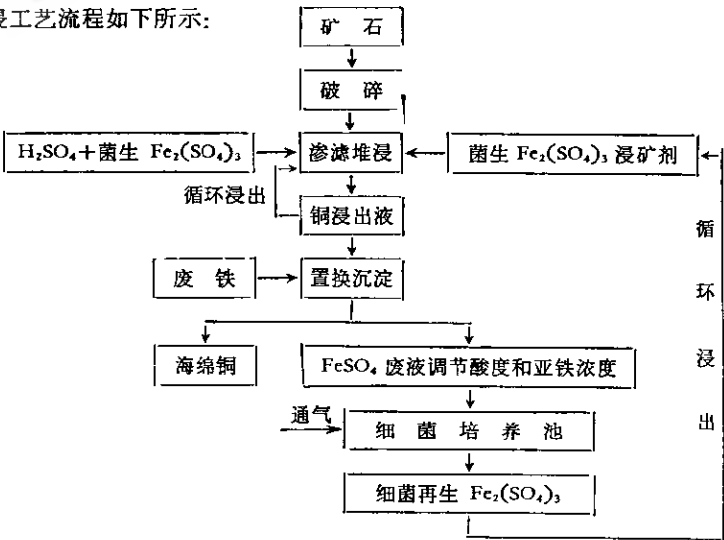 浸工艺流程如下所示：
矿 石
破 碎
H₂SO₄+菌生 Fe₂(SO₄)₃
渗滤堆浸
菌生 Fe₂(SO₄)₃ 浸矿剂
循环浸出
铜浸出液
循环浸出
废 铁
置换沉淀
海绵铜
FeSO₄ 废液调节酸度和亚铁浓度
通气
细 菌 培 养 池
细菌再生 Fe₂(SO₄)₃